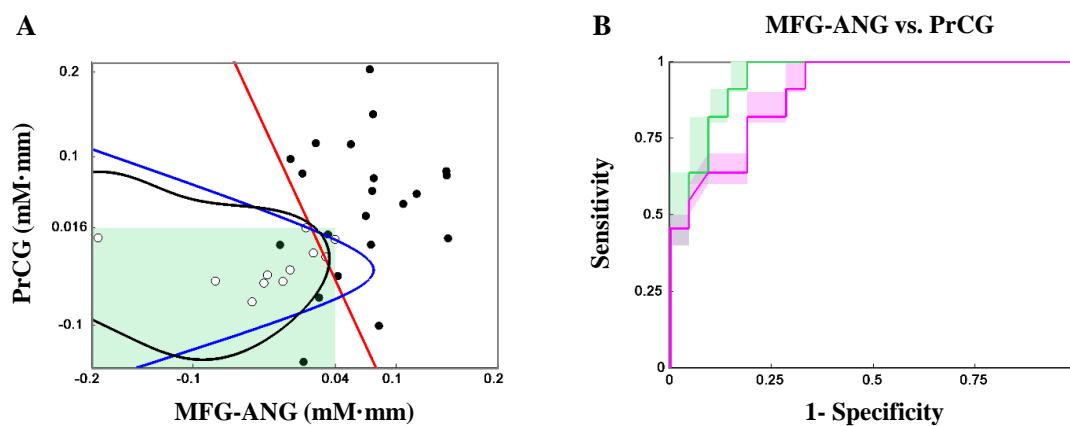 A
PrCG (mM·mm)
0.2
0.1
0.016
-0.1
-0.2
-0.1
0.04
0.1
0.2
MFG-ANG (mM·mm)
B
MFG-ANG vs. PrCG
Sensitivity
1
0.75
0.5
0.25
0
0
0.25
0.5
0.75
1- Specificity